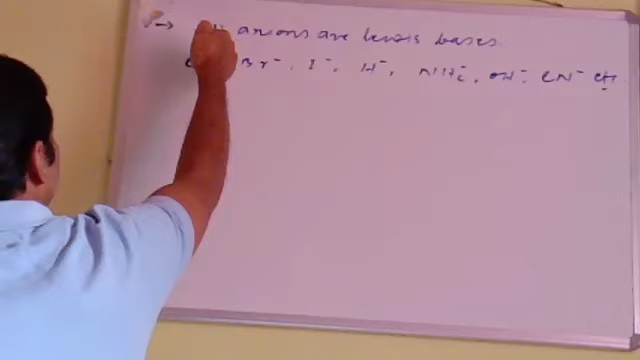 → anions are lewis bases
Br⁻, I⁻, H⁻, NH₂⁻, OH⁻, CN⁻